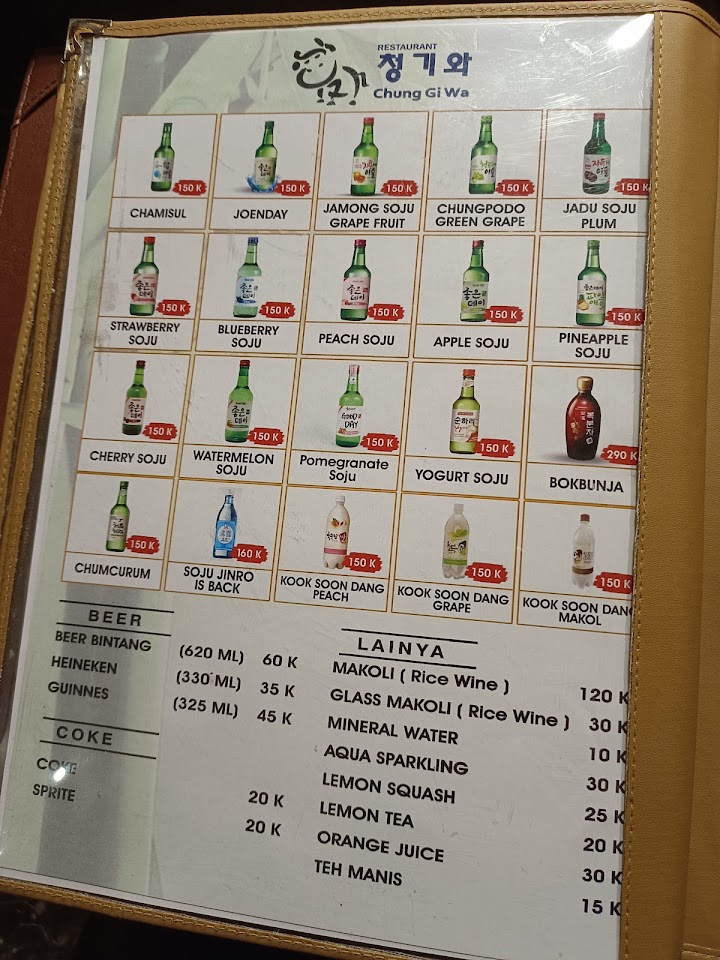 RESTAURANT
청기와
Chung Gi Wa
150 K
150 K
150 K
150 K
150 K
CHAMISUL
JOENDAY
JAMONG SOJU
GRAPE FRUIT
CHUNGPODO
GREEN GRAPE
JADU SOJU
PLUM
150 K
150 K
150 K
150 K
150 K
STRAWBERRY
SOJU
BLUEBERRY
SOJU
PEACH SOJU
APPLE SOJU
PINEAPPLE
SOJU
150 K
150 K
150 K
150 K
290 K
CHERRY SOJU
WATERMELON
SOJU
Pomegranate
Soju
YOGURT SOJU
BOKBUNJA
150 K
160 K
150 K
150 K
150 K
CHUMCURUM
SOJU JINRO
IS BACK
KOOK SOON DANG
PEACH
KOOK SOON DANG
GRAPE
KOOK SOON DANG
MAKOL
BEER
BEER BINTANG (620 ML) 60 K
HEINEKEN (330 ML) 35 K
GUINNES (325 ML) 45 K
COKE
COKE 20 K
SPRITE 20 K
LAINYA
MAKOLI ( Rice Wine ) 120 K
GLASS MAKOLI ( Rice Wine ) 30 K
MINERAL WATER 10 K
AQUA SPARKLING 30 K
LEMON SQUASH 25 K
LEMON TEA 20 K
ORANGE JUICE 30 K
TEH MANIS 15 K